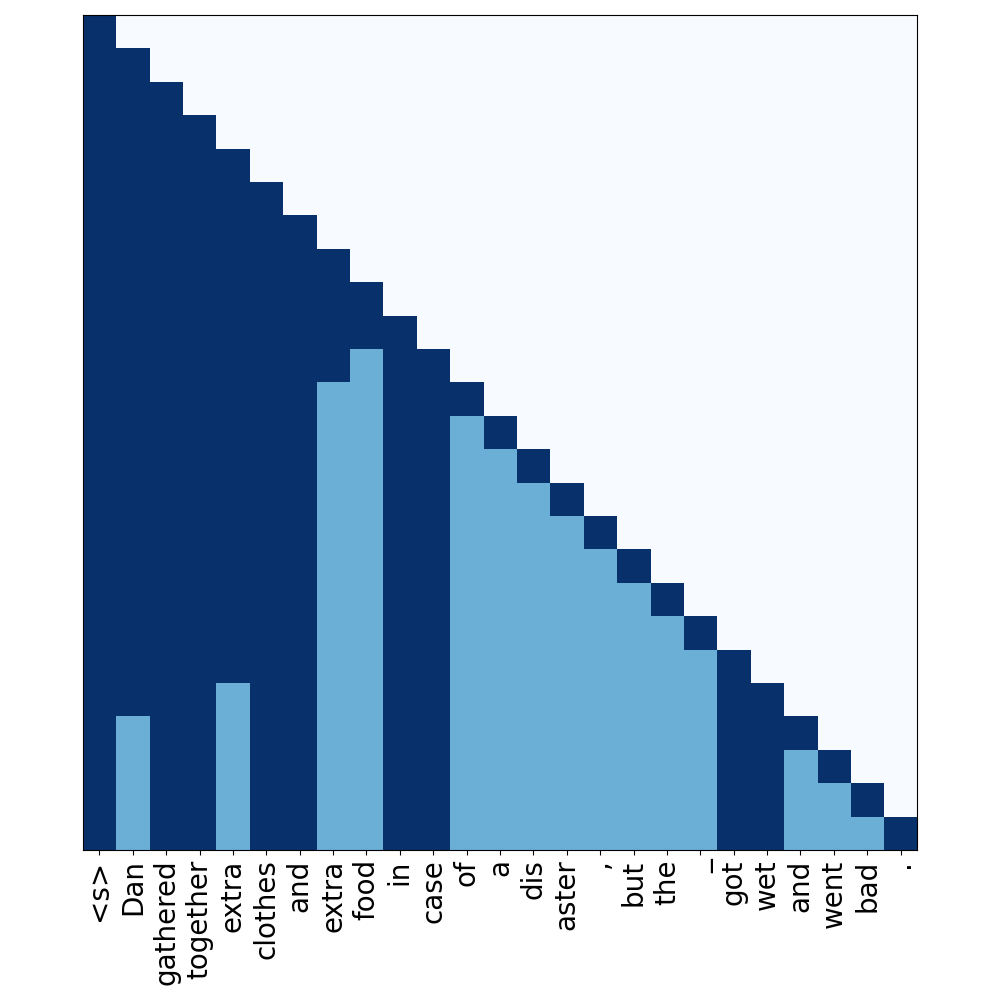 <s> Dan gathered together extra clothes and extra food in case of a dis aster , but the _ got wet and went bad .